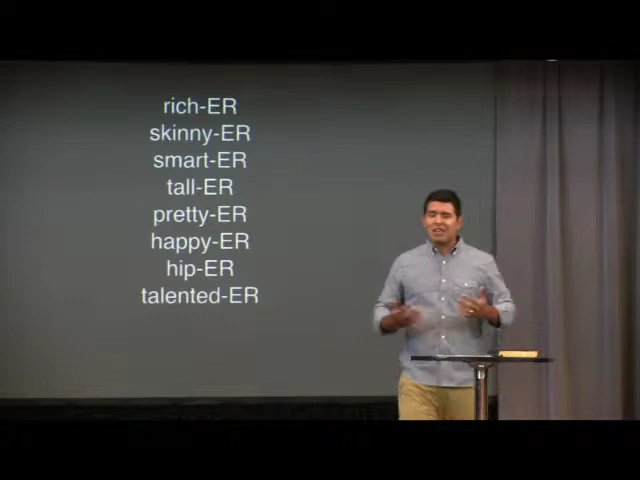 rich-ER
skinny-ER
smart-ER
tall-ER
pretty-ER
happy-ER
hip-ER
talented-ER